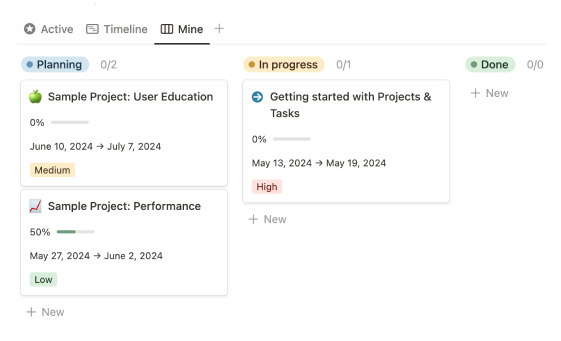 Active Timeline Mine
Planning 0/2
Sample Project: User Education
0%
June 10, 2024 → July 7, 2024
Medium
Sample Project: Performance
50%
May 27, 2024 → June 2, 2024
Low
+ New
In progress 0/1
Getting started with Projects &
Tasks
0%
May 13, 2024 → May 19, 2024
High
+ New
Done 0/0
+ New